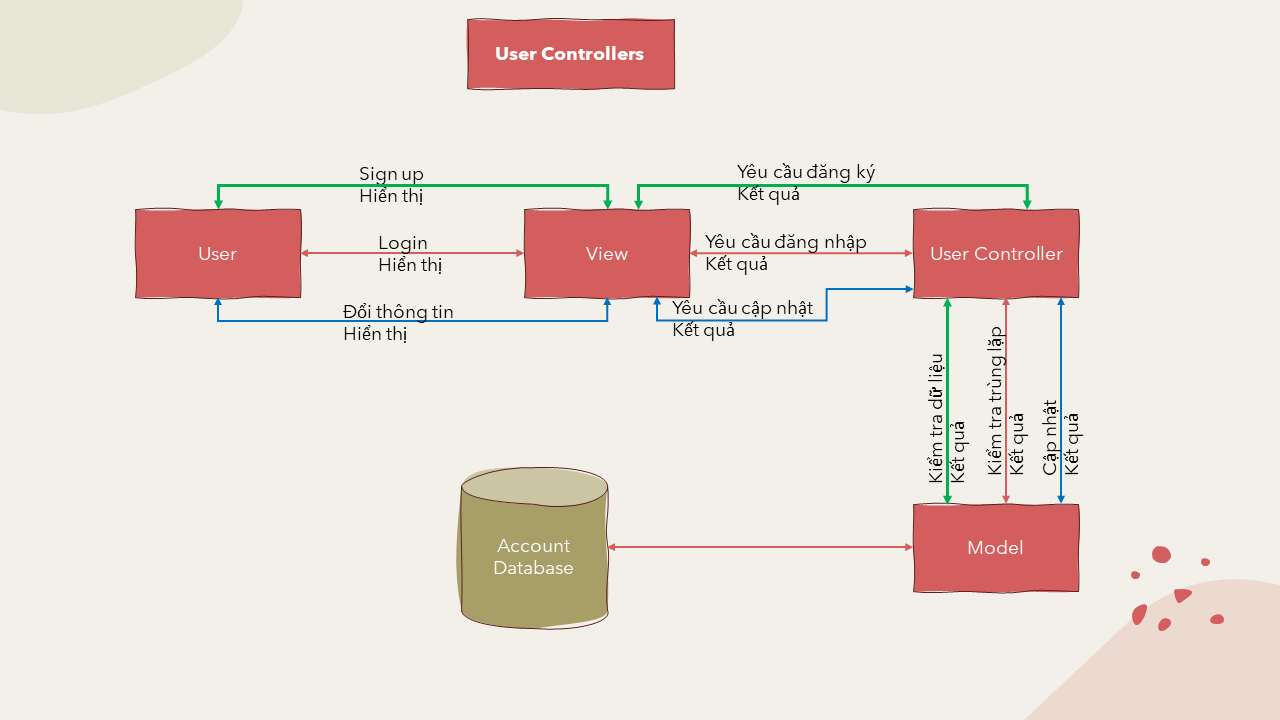 User Controllers
Sign up
Hiển thị
Yêu cầu đăng ký
Kết quả
User
Login
Hiển thị
View
Yêu cầu đăng nhập
Kết quả
User Controller
Đổi thông tin
Hiển thị
Yêu cầu cập nhật
Kết quả
Kiểm tra dữ liệu
Kết quả
Kiểm tra trùng lặp
Kết quả
Cập nhật
Kết quả
Account
Database
Model